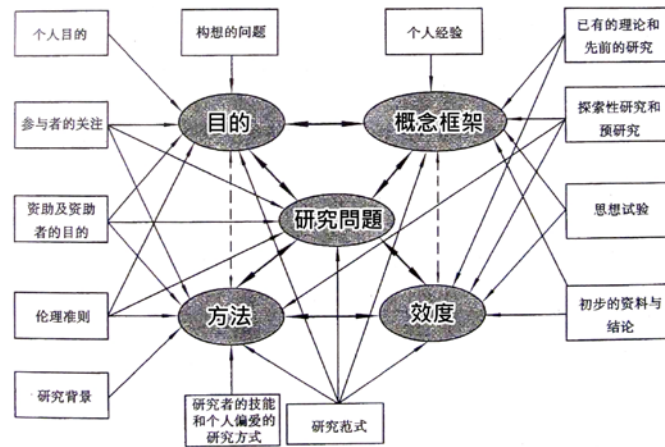 个人目的
构想的问题
个人经验
已有的理论和
先前的研究
目的
概念框架
参与者的关注
探索性研究和
预研究
资助及资助
者的目的
研究問題
思想试验
伦理准则
方法
效度
初步的资料与
结论
研究背景
研究者的技能
和个人偏爱的
研究方式
研究范式